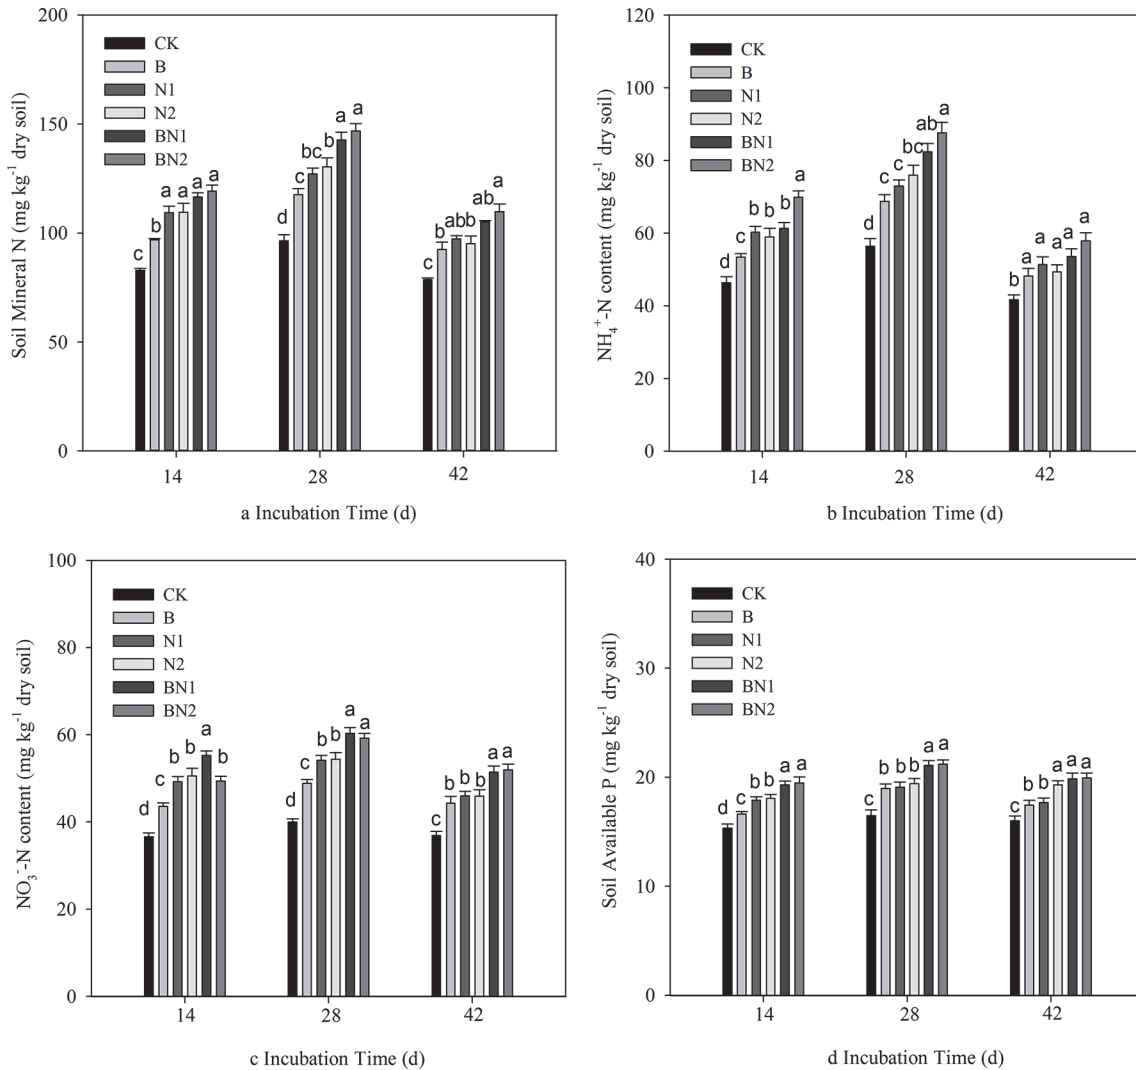 Soil Mineral N (mg kg⁻¹ dry soil)
200
150
100
50
0
CK
B
N1
N2
BN1
BN2
c
b
a
a
a
a
d
c
bc
b
a
a
c
b
ab
b
ab
a
14
28
42
a Incubation Time (d)
NH₄⁺-N content (mg kg⁻¹ dry soil)
120
100
80
60
40
20
0
CK
B
N1
N2
BN1
BN2
d
c
b
b
b
a
d
c
c
bc
ab
a
b
a
a
a
a
a
14
28
42
b Incubation Time (d)
NO₃⁻-N content (mg kg⁻¹ dry soil)
100
80
60
40
20
0
CK
B
N1
N2
BN1
BN2
d
c
b
b
a
b
d
c
b
b
a
a
c
b
b
b
a
a
14
28
42
c Incubation Time (d)
Soil Available P (mg kg⁻¹ dry soil)
40
30
20
10
0
CK
B
N1
N2
BN1
BN2
d
c
b
b
a
a
c
b
b
b
a
a
c
b
b
a
a
a
14
28
42
d Incubation Time (d)